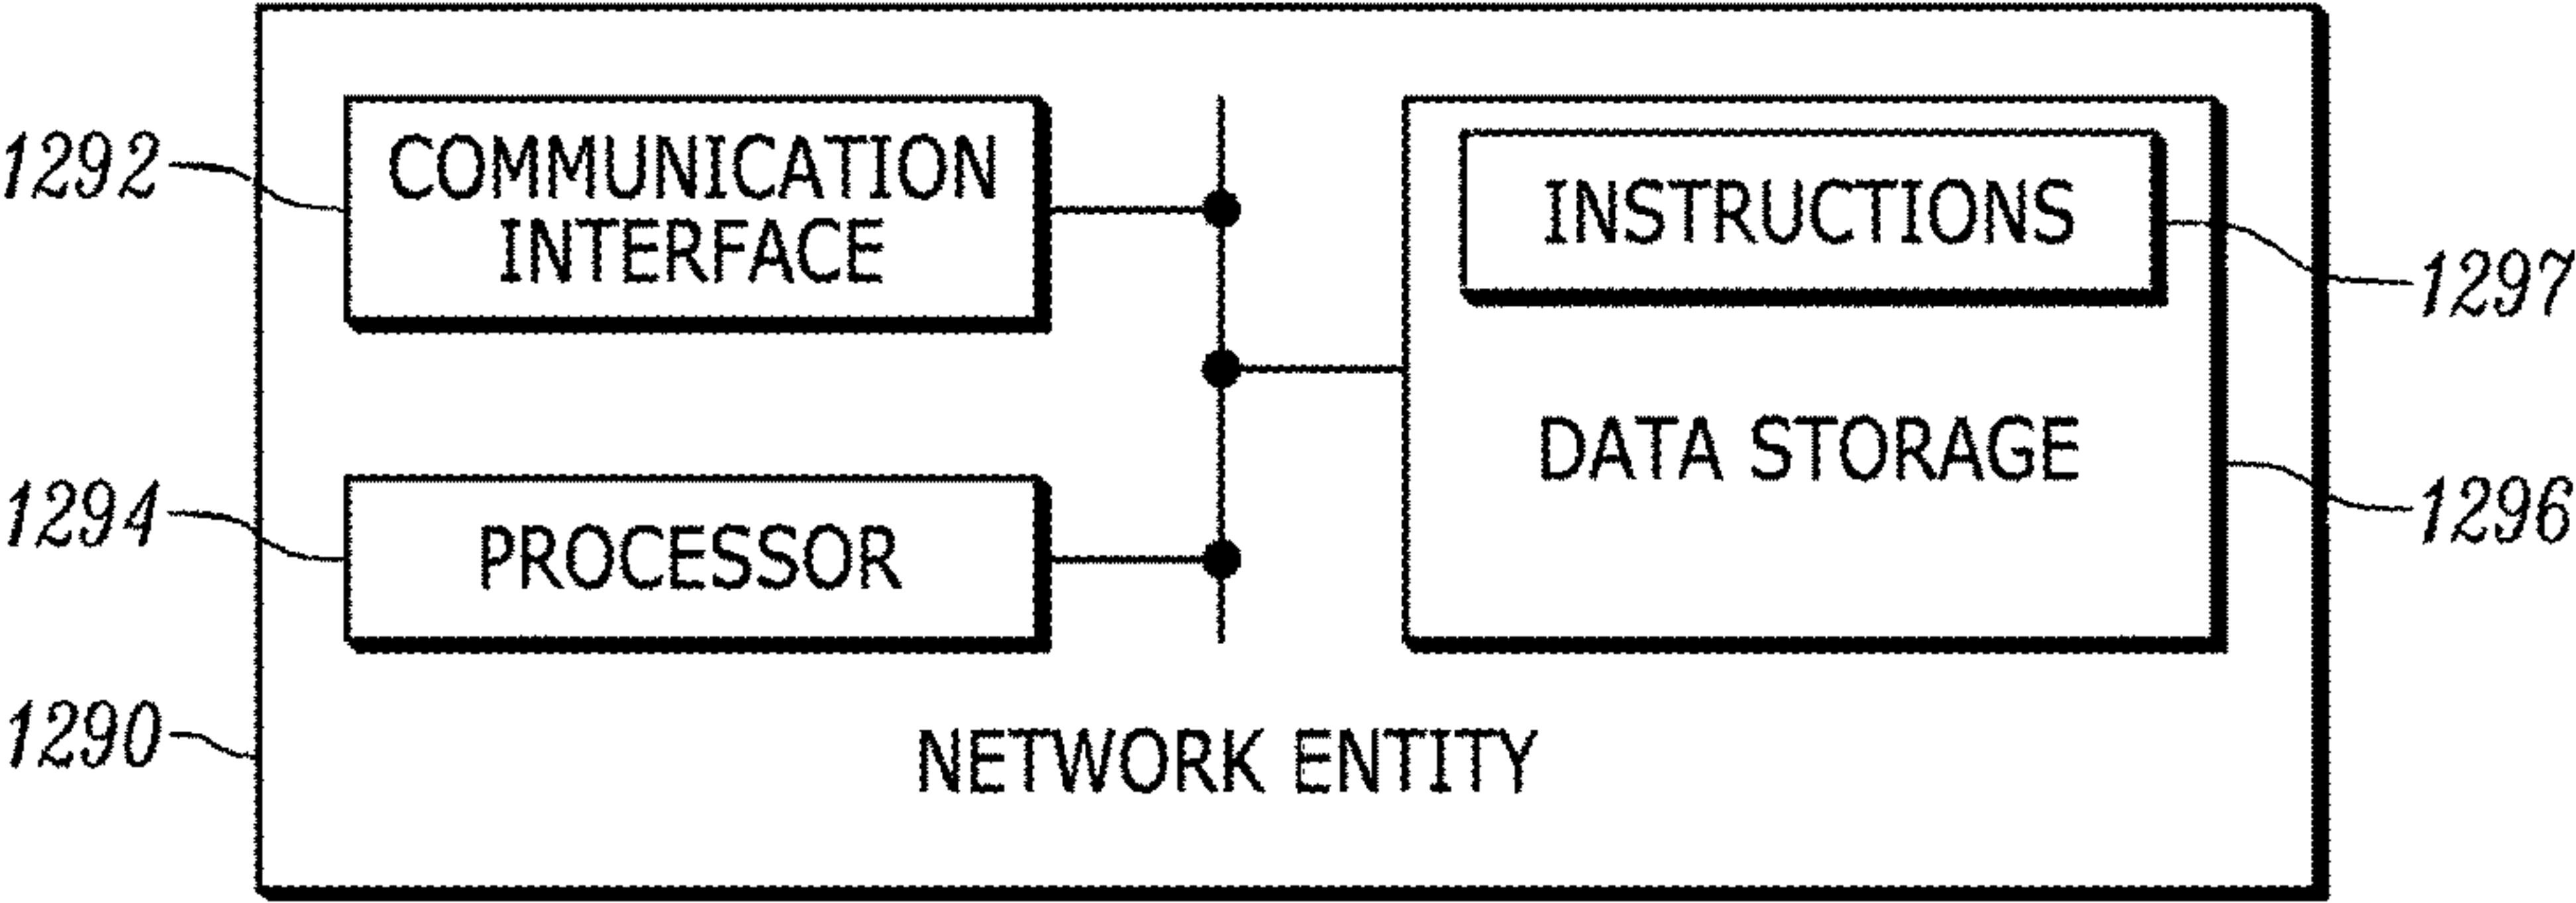 1292
COMMUNICATION
INTERFACE
INSTRUCTIONS
1297
DATA STORAGE
1296
1294
PROCESSOR
1290
NETWORK ENTITY